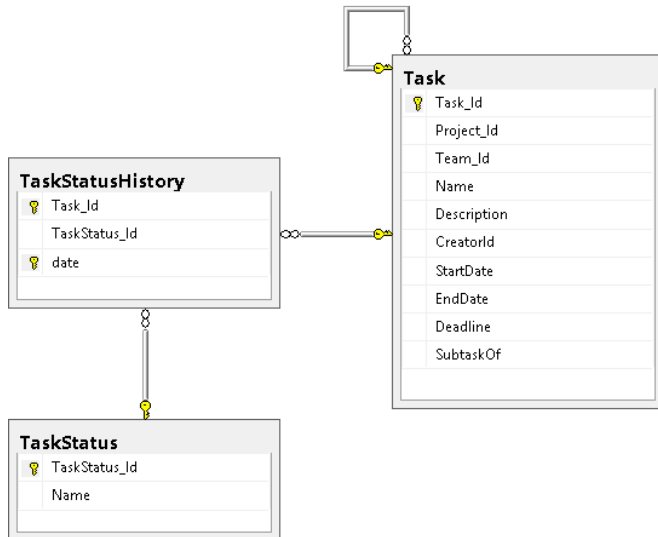 Task
Task_Id
Project_Id
Team_Id
Name
Description
CreatorId
StartDate
EndDate
Deadline
SubtaskOf
TaskStatusHistory
Task_Id
TaskStatus_Id
date
TaskStatus
TaskStatus_Id
Name